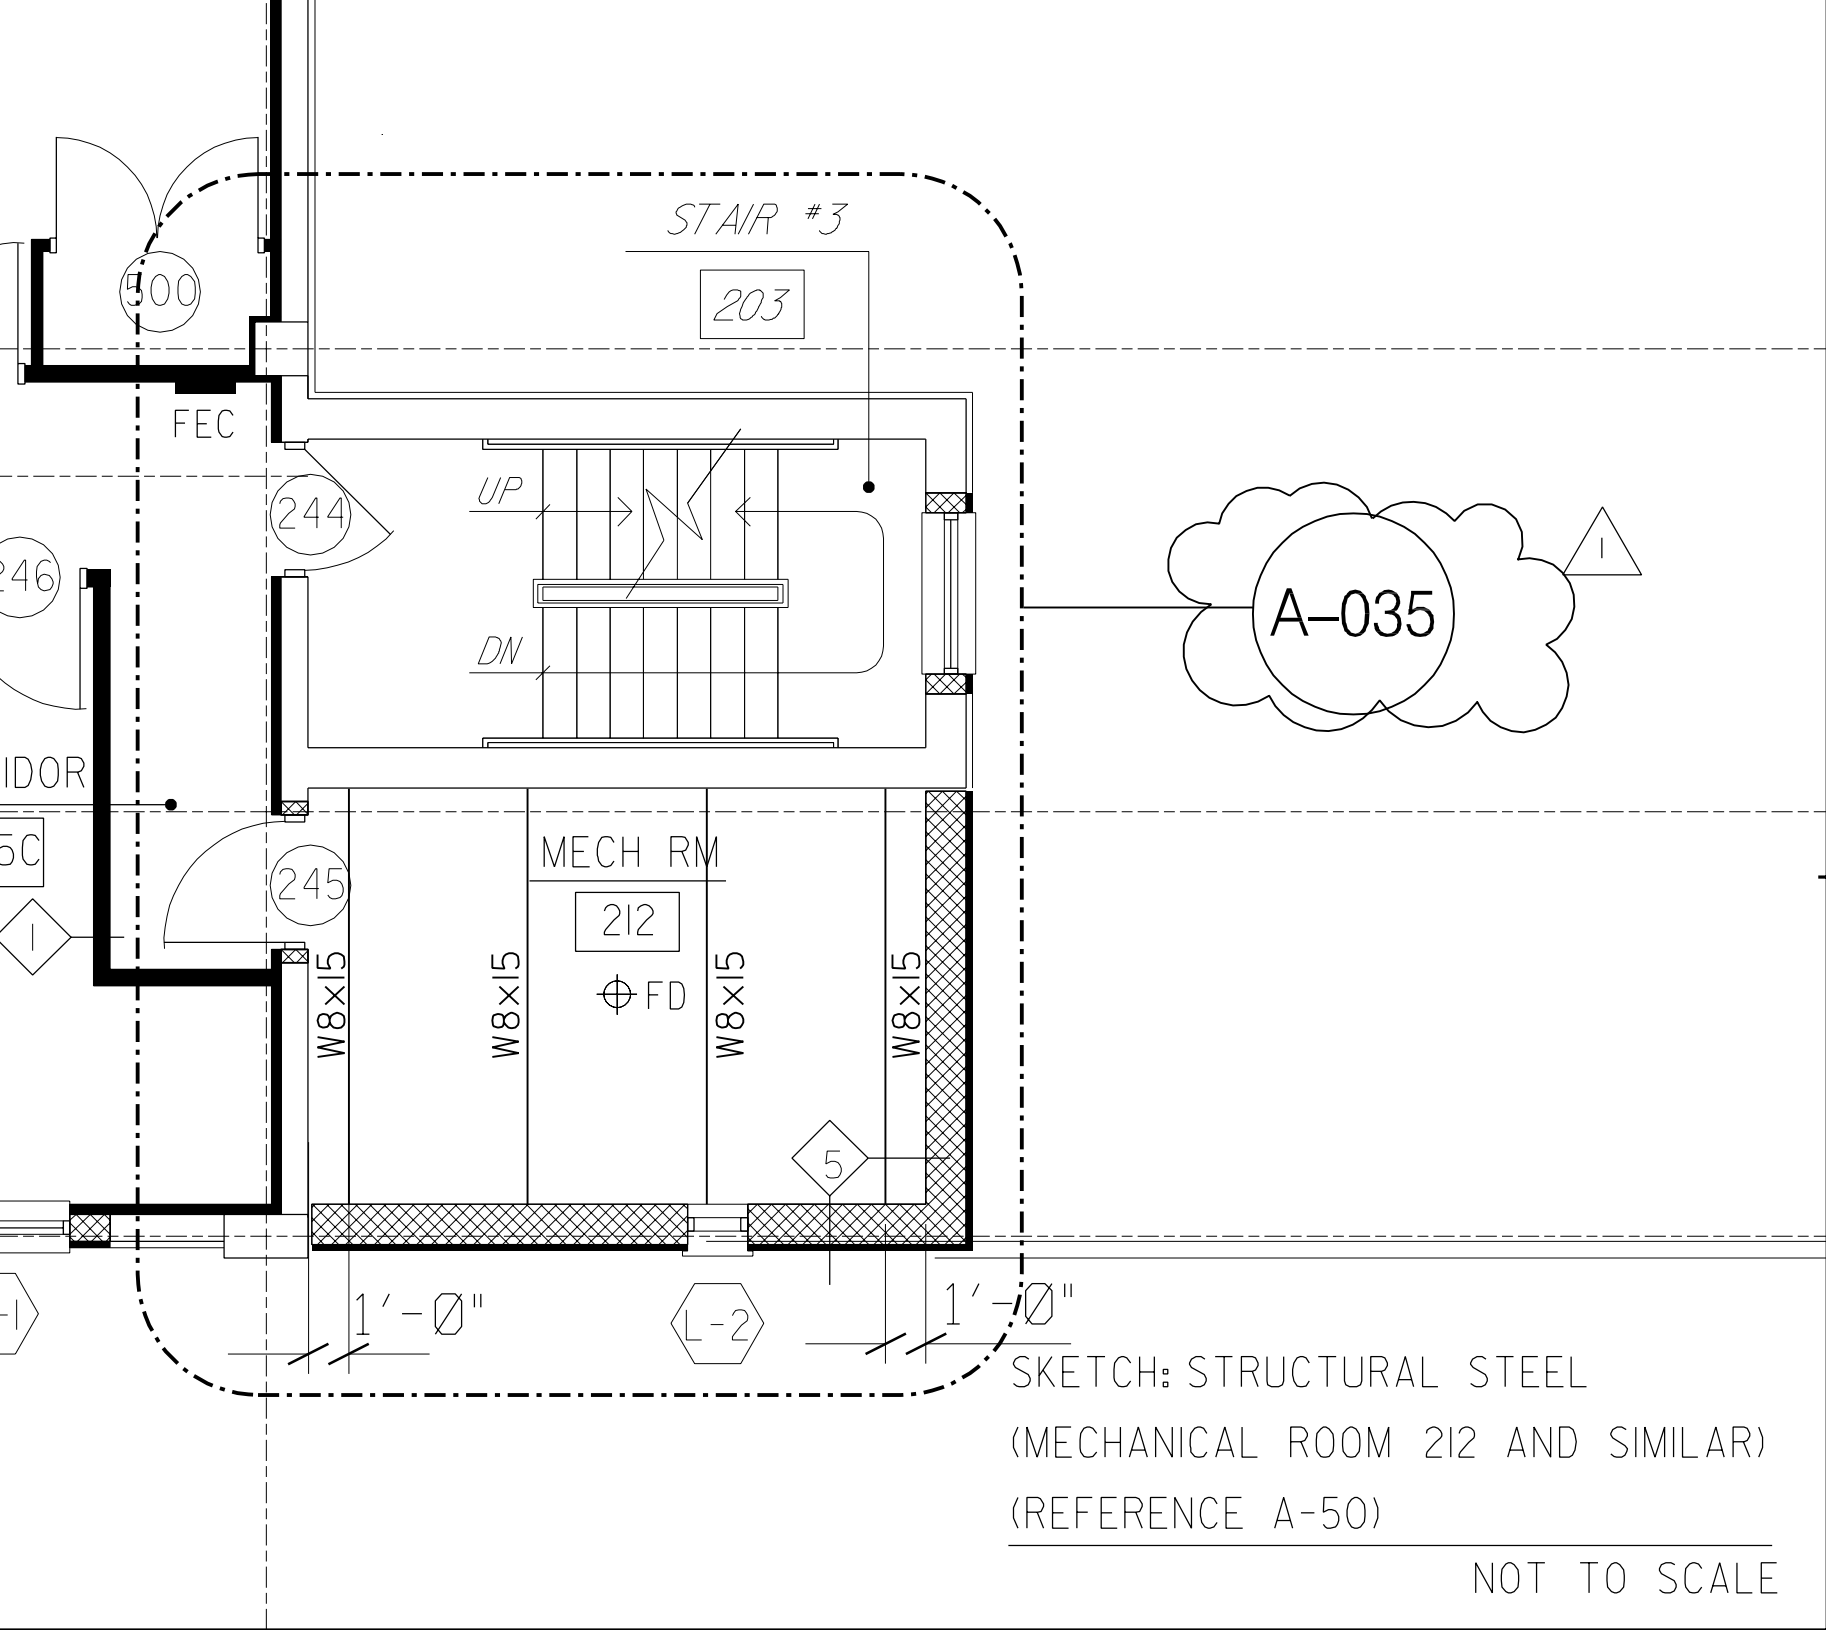 STAIR #3
203
500
FEC
UP
244
246
DN
A-035
1
IDOR
5C
MECH RM
245
212
1
FD
W8x15
W8x15
W8x15
W8x15
5
-1
1'-0"
L-2
1'-0"
SKETCH: STRUCTURAL STEEL
(MECHANICAL ROOM 212 AND SIMILAR)
(REFERENCE A-50)
NOT TO SCALE